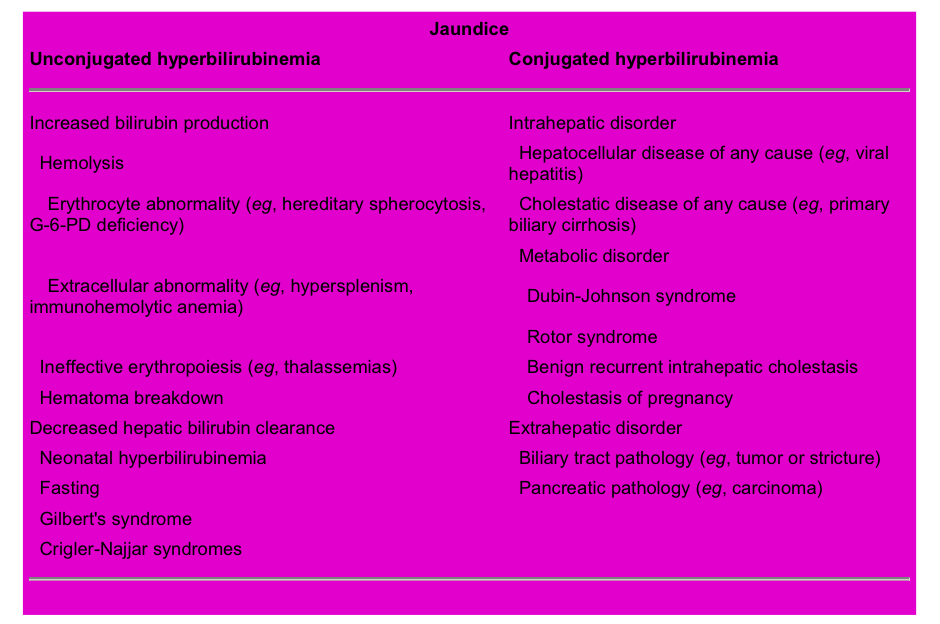 Jaundice
Unconjugated hyperbilirubinemia
Conjugated hyperbilirubinemia
Increased bilirubin production
Intrahepatic disorder
Hemolysis
Hepatocellular disease of any cause (eg, viral
hepatitis)
Erythrocyte abnormality (eg, hereditary spherocytosis,
G-6-PD deficiency)
Cholestatic disease of any cause (eg, primary
biliary cirrhosis)
Metabolic disorder
Extracellular abnormality (eg, hypersplenism,
immunohemolytic anemia)
Dubin-Johnson syndrome
Rotor syndrome
Ineffective erythropoiesis (eg, thalassemias)
Benign recurrent intrahepatic cholestasis
Hematoma breakdown
Cholestasis of pregnancy
Decreased hepatic bilirubin clearance
Extrahepatic disorder
Neonatal hyperbilirubinemia
Biliary tract pathology (eg, tumor or stricture)
Fasting
Pancreatic pathology (eg, carcinoma)
Gilbert's syndrome
Crigler-Najjar syndromes